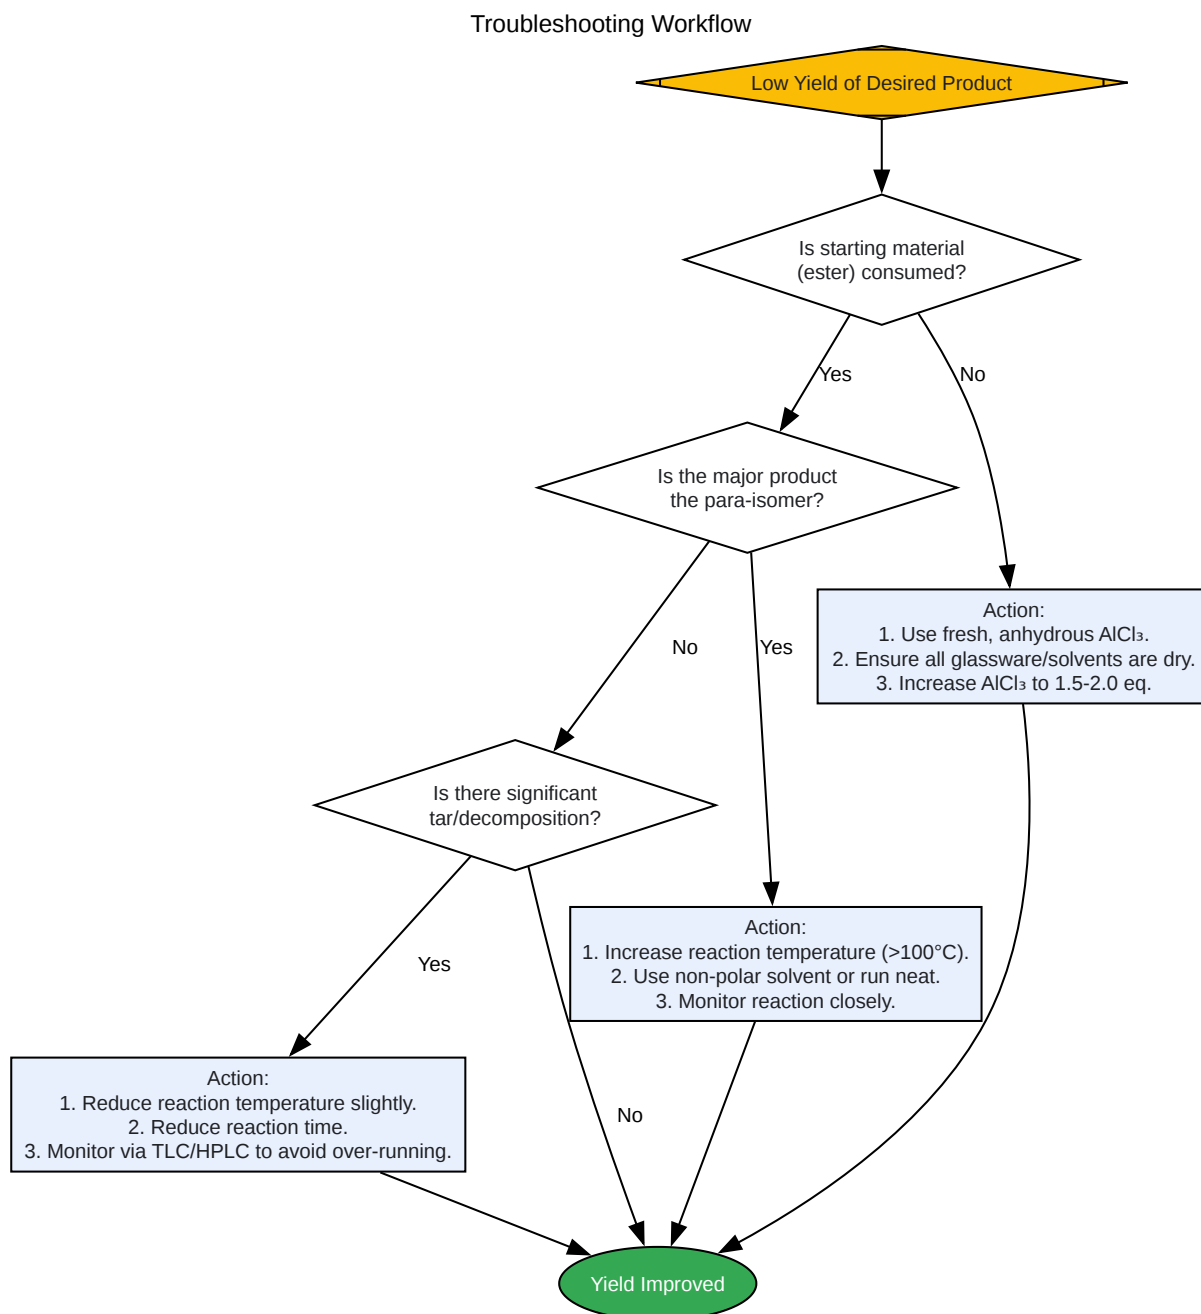 Troubleshooting Workflow
Low Yield of Desired Product
Is starting material
(ester) consumed?
Yes
No
Is the major product
the para-isomer?
Action:
1. Use fresh, anhydrous AlCl₃.
2. Ensure all glassware/solvents are dry.
3. Increase AlCl₃ to 1.5-2.0 eq.
No
Yes
Is there significant
tar/decomposition?
Action:
1. Increase reaction temperature (>100°C).
2. Use non-polar solvent or run neat.
3. Monitor reaction closely.
Yes
Action:
1. Reduce reaction temperature slightly.
2. Reduce reaction time.
3. Monitor via TLC/HPLC to avoid over-running.
No
Yield Improved